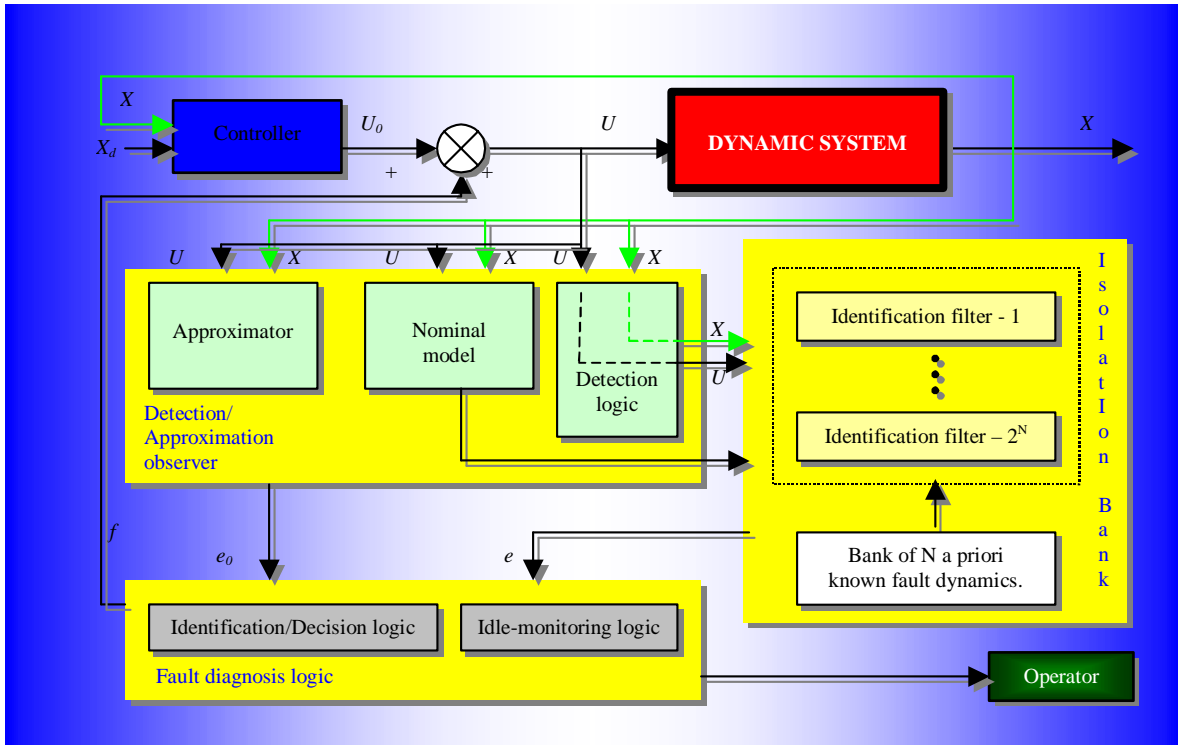 X
Controller
U₀
U
DYNAMIC SYSTEM
X
X_d
+
+
U
X
U
X
U
X
Approximator
Nominal
model
Detection
logic
X
U
Detection/
Approximation
observer
Identification filter - 1
Identification filter – 2ᴺ
Bank of N a priori
known fault dynamics.
IsolatIon Bank
f
e₀
e
Identification/Decision logic
Idle-monitoring logic
Fault diagnosis logic
Operator